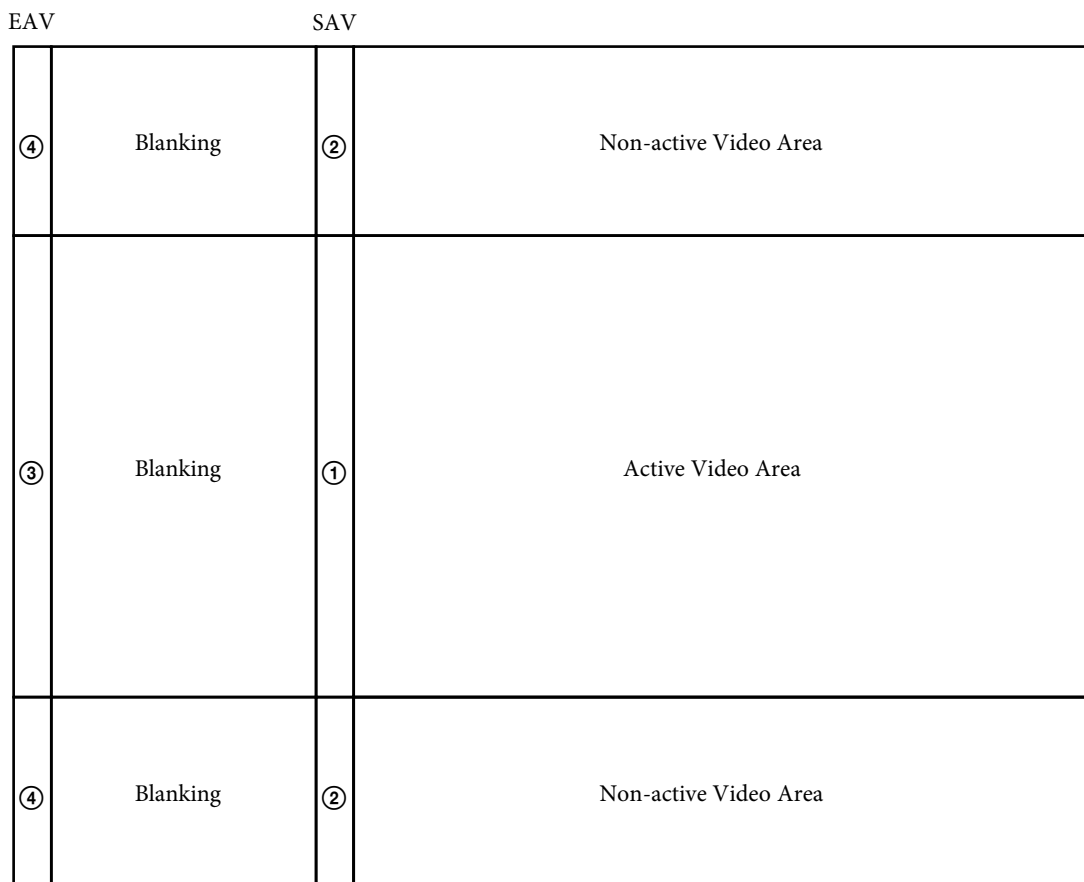 EAV SAV
④ Blanking ② Non-active Video Area
③ Blanking ① Active Video Area
④ Blanking ② Non-active Video Area